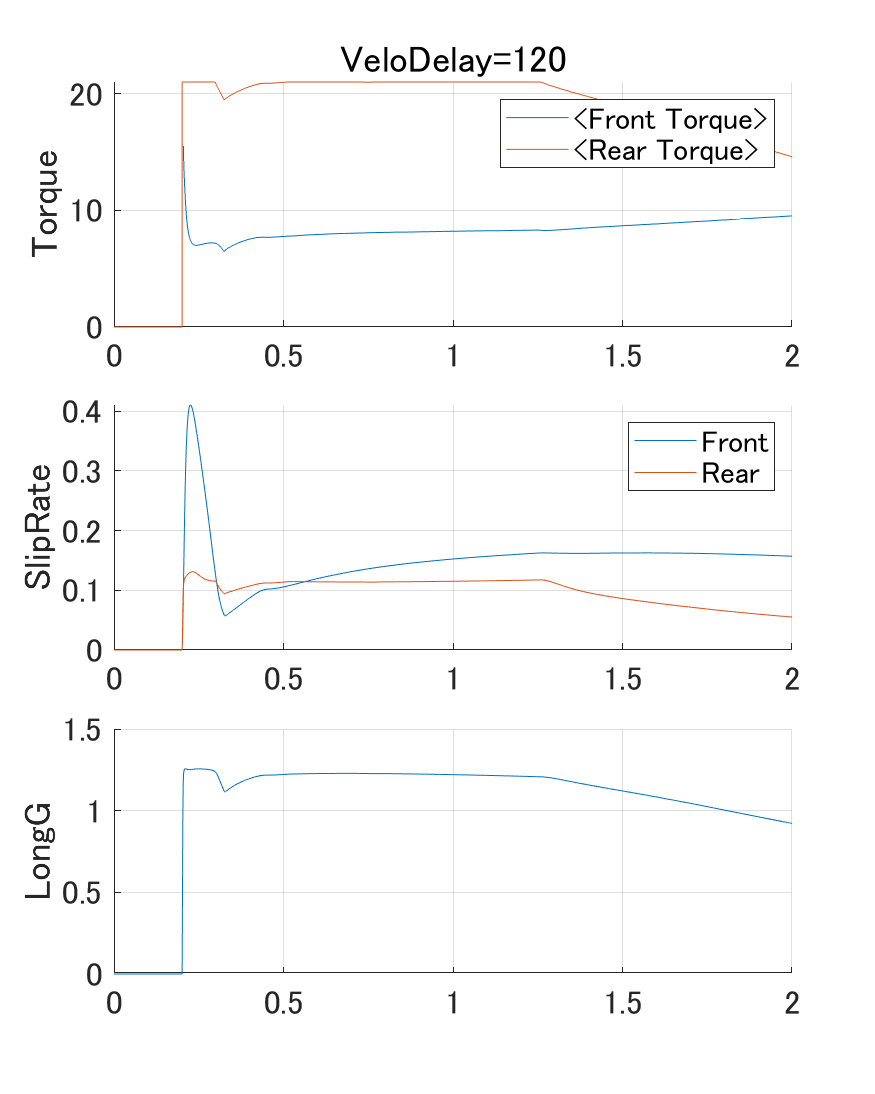 VeloDelay=120
Torque
20
10
0
<Front Torque>
<Rear Torque>
0 0.5 1 1.5 2
SlipRate
0.4
0.3
0.2
0.1
0
Front
Rear
0 0.5 1 1.5 2
LongG
1.5
1
0.5
0
0 0.5 1 1.5 2